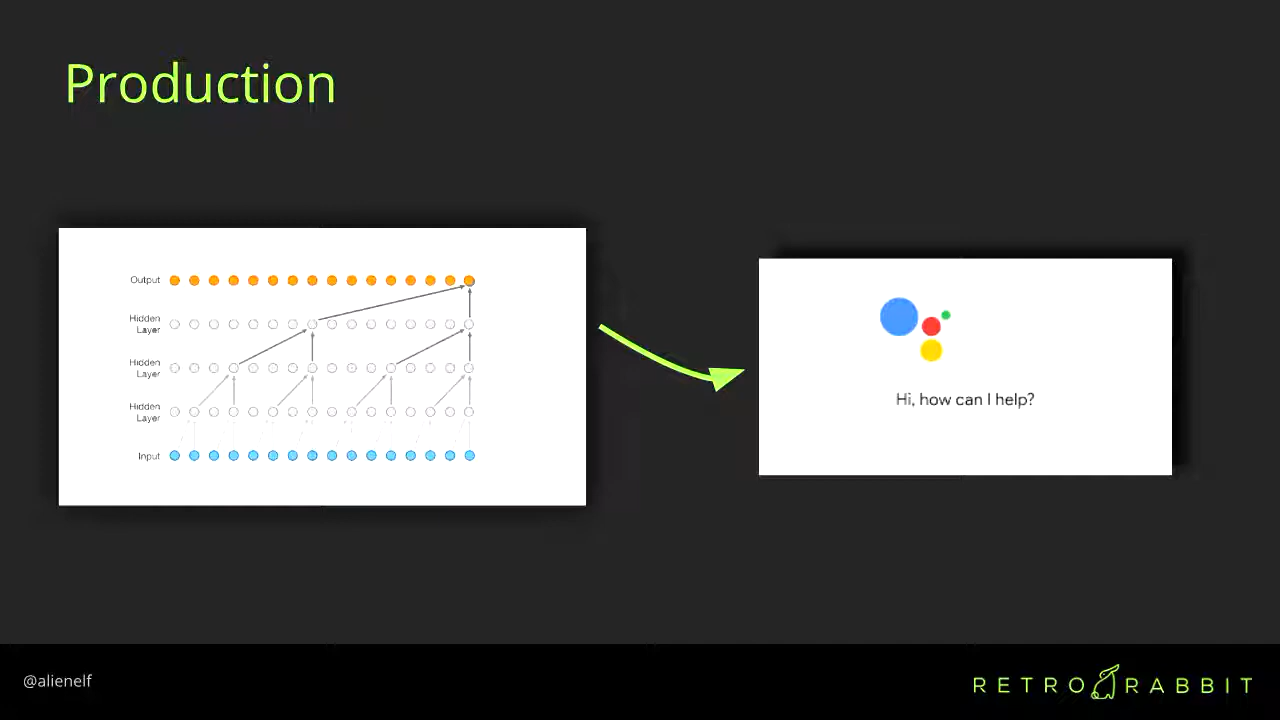 Production
Output
Hidden
Layer
Hidden
Layer
Hidden
Layer
Input
Hi, how can I help?
@alienelf
RETRO RABBIT